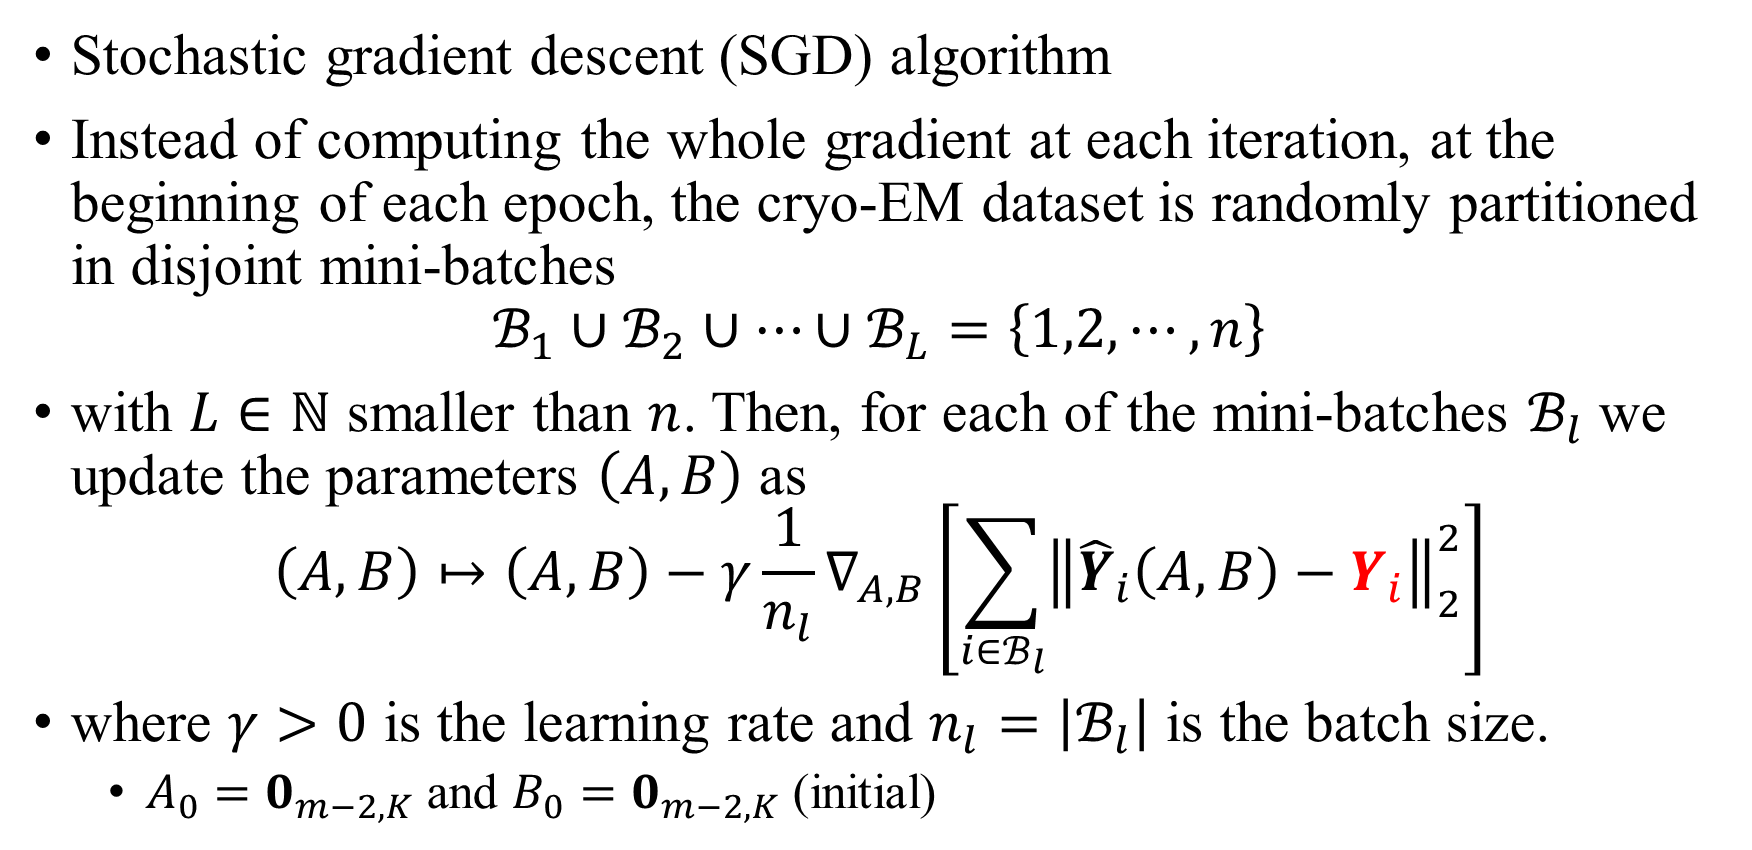 • Stochastic gradient descent (SGD) algorithm
• Instead of computing the whole gradient at each iteration, at the
beginning of each epoch, the cryo-EM dataset is randomly partitioned
in disjoint mini-batches
ℬ₁ ∪ ℬ₂ ∪ ⋯ ∪ ℬ_L = {1,2, ⋯ , n}
• with L ∈ ℕ smaller than n. Then, for each of the mini-batches ℬ_l we
update the parameters (A, B) as
(A, B) ↦ (A, B) − γ \frac{1}{n_l} ∇_{A,B} [ ∑_{i∈ℬ_l} ‖Ŷ_i(A, B) − Y_i‖_2^2 ]
• where γ > 0 is the learning rate and n_l = |ℬ_l| is the batch size.
• A₀ = 0_{m−2,K} and B₀ = 0_{m−2,K} (initial)